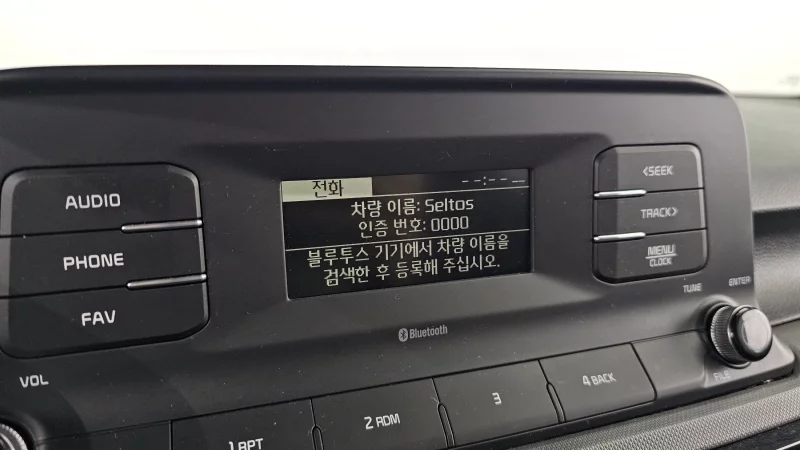 AUDIO
PHONE
FAV
VOL
전화
--:--
차량 이름: Seltos
인증 번호: 0000
블루투스 기기에서 차량 이름을
검색한 후 등록해 주십시오.
Bluetooth
<SEEK
TRACK>
MENU
CLOCK
TUNE
ENTER
FILE
1 RPT
2 RDM
3
4 BACK